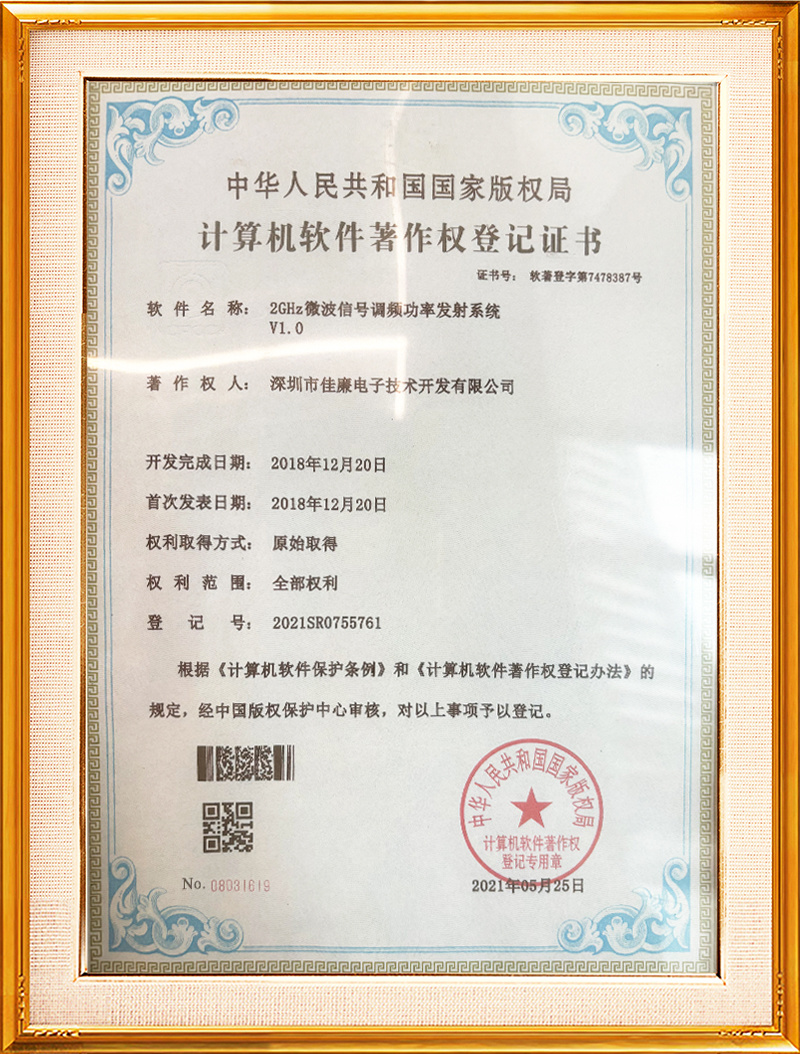 中华人民共和国国家版权局
计算机软件著作权登记证书
证书号： 软著登字第7478387号
软件名称： 2GHz微波信号调频功率发射系统
V1.0
著作权人： 深圳市佳廉电子技术开发有限公司
开发完成日期： 2018年12月20日
首次发表日期： 2018年12月20日
权利取得方式： 原始取得
权利范围： 全部权利
登记号： 2021SR0755761
根据《计算机软件保护条例》和《计算机软件著作权登记办法》的
规定，经中国版权保护中心审核，对以上事项予以登记。
中华人民共和国国家版权局
计算机软件著作权
登记专用章
No. 08031619
2021年05月25日